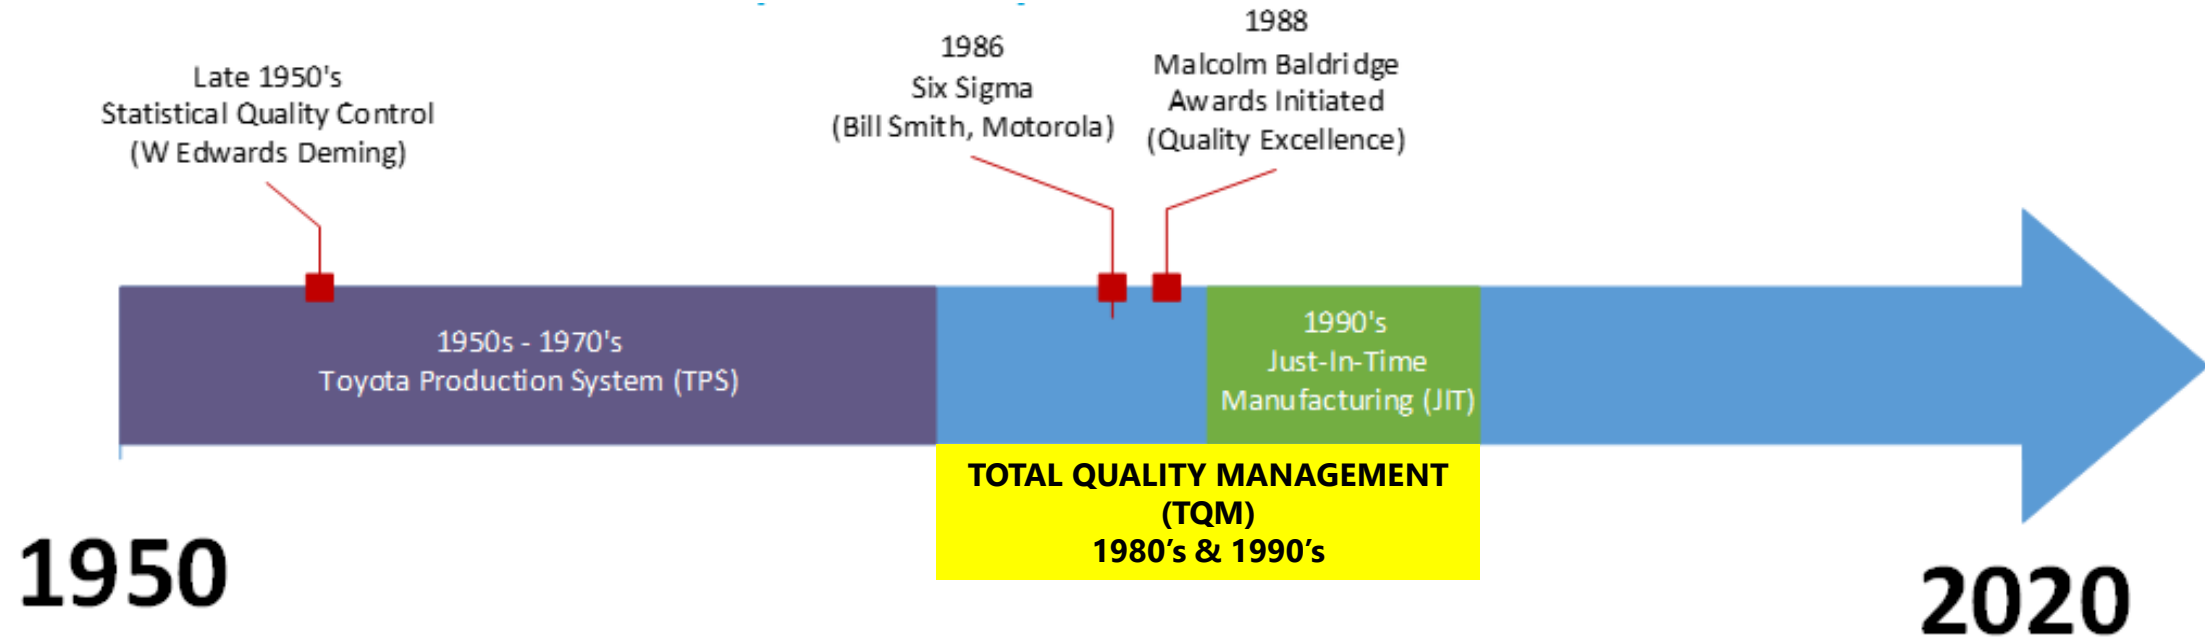 Late 1950's
Statistical Quality Control
(W Edwards Deming)
1986
Six Sigma
(Bill Smith, Motorola)
1988
Malcolm Baldridge
Awards Initiated
(Quality Excellence)
1950s - 1970's
Toyota Production System (TPS)
1990's
Just-In-Time
Manufacturing (JIT)
TOTAL QUALITY MANAGEMENT
(TQM)
1980’s & 1990’s
1950
2020